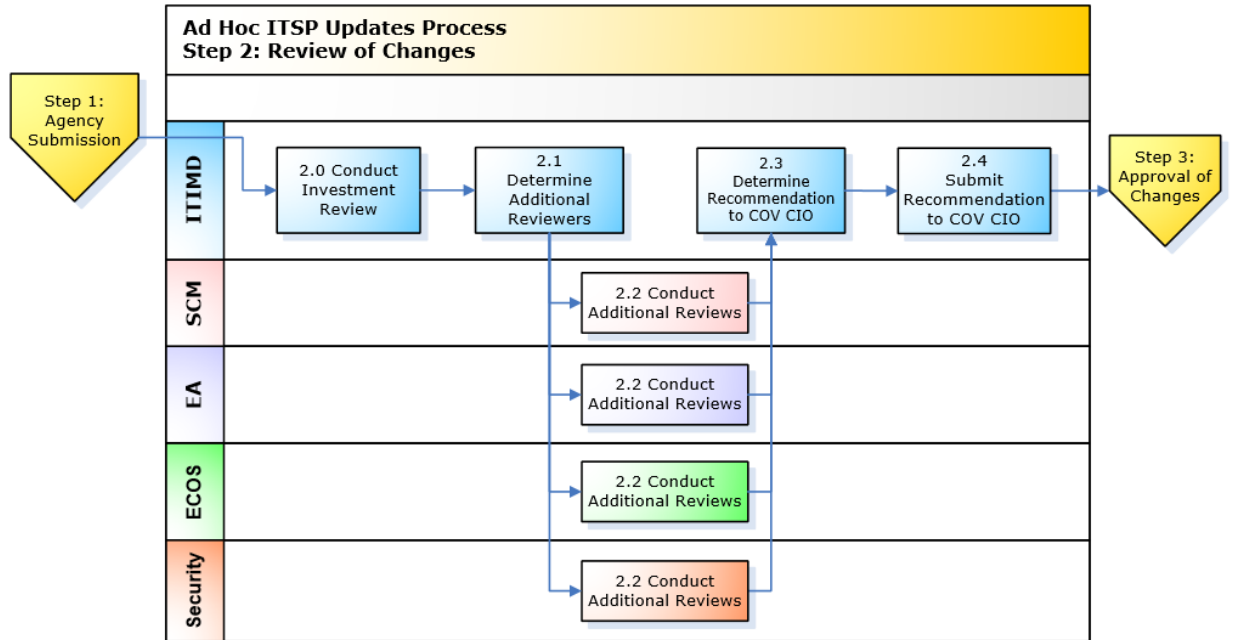 Ad Hoc ITSP Updates Process
Step 2: Review of Changes
Step 1:
Agency
Submission
ITIMD
2.0 Conduct
Investment
Review
2.1
Determine
Additional
Reviewers
2.3
Determine
Recommendation
to COV CIO
2.4
Submit
Recommendation
to COV CIO
Step 3:
Approval of
Changes
SCM
2.2 Conduct
Additional Reviews
EA
2.2 Conduct
Additional Reviews
ECOS
2.2 Conduct
Additional Reviews
Security
2.2 Conduct
Additional Reviews